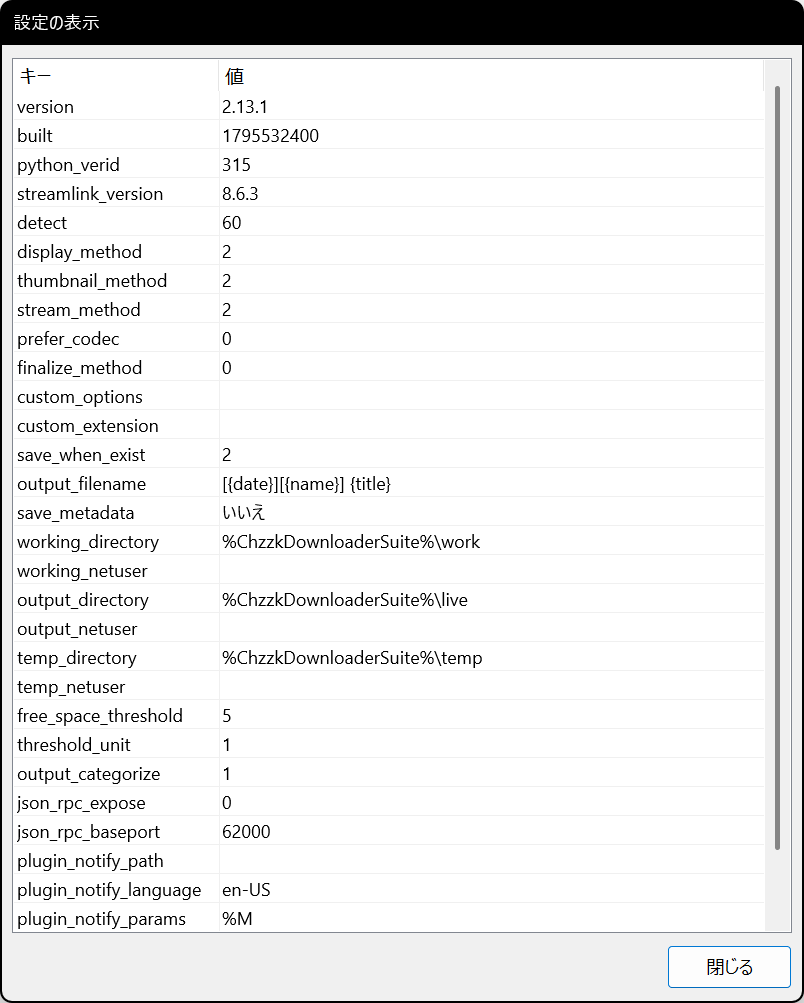 設定の表示
キー 値
version 2.13.1
built 1795532400
python_verid 315
streamlink_version 8.6.3
detect 60
display_method 2
thumbnail_method 2
stream_method 2
prefer_codec 0
finalize_method 0
custom_options
custom_extension
save_when_exist 2
output_filename [{date}][{name}] {title}
save_metadata いいえ
working_directory %ChzzkDownloaderSuite%\work
working_netuser
output_directory %ChzzkDownloaderSuite%\live
output_netuser
temp_directory %ChzzkDownloaderSuite%\temp
temp_netuser
free_space_threshold 5
threshold_unit 1
output_categorize 1
json_rpc_expose 0
json_rpc_baseport 62000
plugin_notify_path
plugin_notify_language en-US
plugin_notify_params %M
閉じる